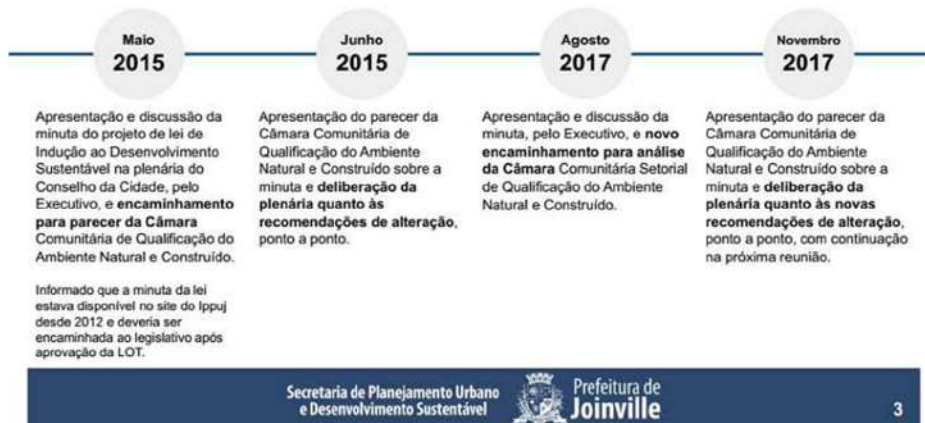 Maio
2015
Apresentação e discussão da
minuta do projeto de lei de
Indução ao Desenvolvimento
Sustentável na plenária do
Conselho da Cidade, pelo
Executivo, e encaminhamento
para parecer da Câmara
Comunitária de Qualificação do
Ambiente Natural e Construído.
Informado que a minuta da lei
estava disponível no site do Ippuj
desde 2012 e deveria ser
encaminhada ao legislativo após
aprovação da LOT.
Junho
2015
Apresentação do parecer da
Câmara Comunitária de
Qualificação do Ambiente
Natural e Construído sobre a
minuta e deliberação da
plenária quanto às
recomendações de alteração,
ponto a ponto.
Agosto
2017
Apresentação e discussão da
minuta, pelo Executivo, e novo
encaminhamento para análise
da Câmara Comunitária Setorial
de Qualificação do Ambiente
Natural e Construído.
Novembro
2017
Apresentação do parecer da
Câmara Comunitária de
Qualificação do Ambiente
Natural e Construído sobre a
minuta e deliberação da
plenária quanto às novas
recomendações de alteração,
ponto a ponto, com continuação
na próxima reunião.
Secretaria de Planejamento Urbano
e Desenvolvimento Sustentável
Prefeitura de
Joinville
3